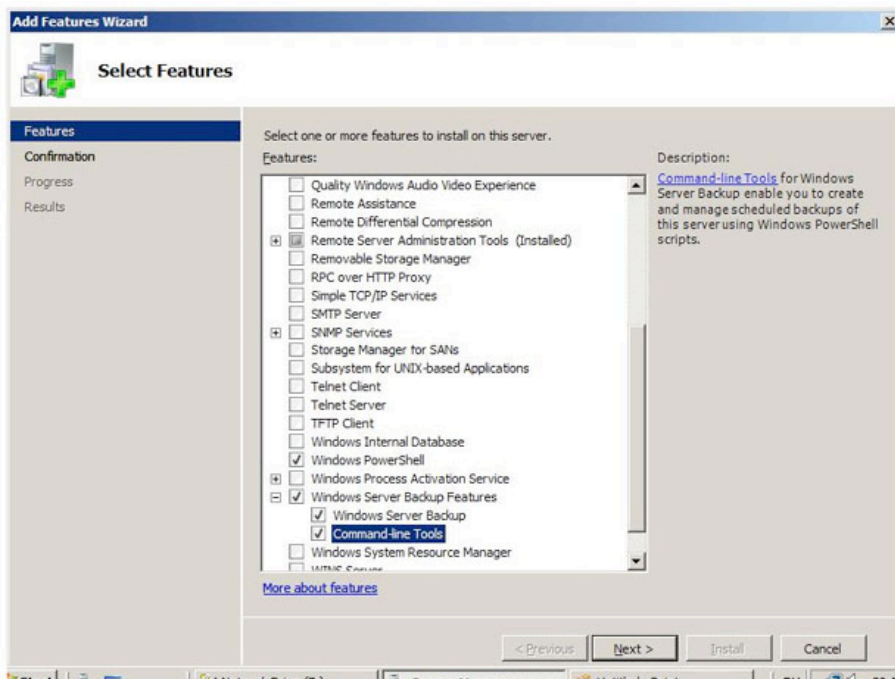 Add Features Wizard
Select Features
Features
Confirmation
Progress
Results
Select one or more features to install on this server.
Features:
Quality Windows Audio Video Experience
Remote Assistance
Remote Differential Compression
Remote Server Administration Tools (Installed)
Removable Storage Manager
RPC over HTTP Proxy
Simple TCP/IP Services
SMTP Server
SNMP Services
Storage Manager for SANs
Subsystem for UNIX-based Applications
Telnet Client
Telnet Server
TFTP Client
Windows Internal Database
Windows PowerShell
Windows Process Activation Service
Windows Server Backup Features
Windows Server Backup
Command-line Tools
Windows System Resource Manager
WINS Server
More about features
Description:
Command-line Tools for Windows
Server Backup enable you to create
and manage scheduled backups of
this server using Windows PowerShell
scripts.
< Previous
Next >
Install
Cancel